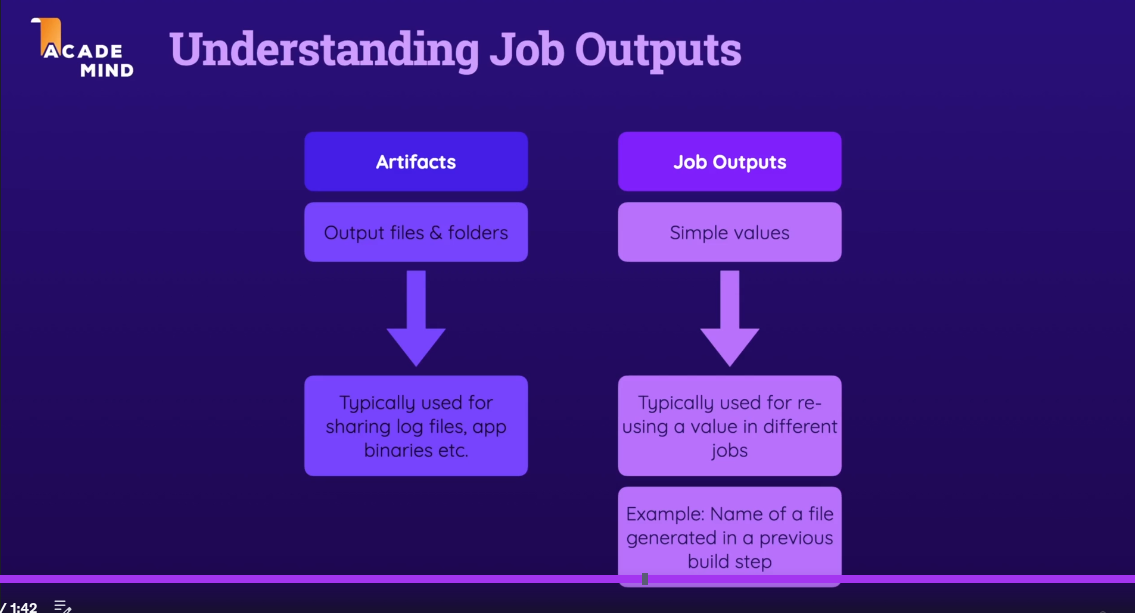 ACADE
MIND
Understanding Job Outputs
Artifacts
Output files & folders
Typically used for
sharing log files, app
binaries etc.
Job Outputs
Simple values
Typically used for re-
using a value in different
jobs
Example: Name of a file
generated in a previous
build step
/ 1:42